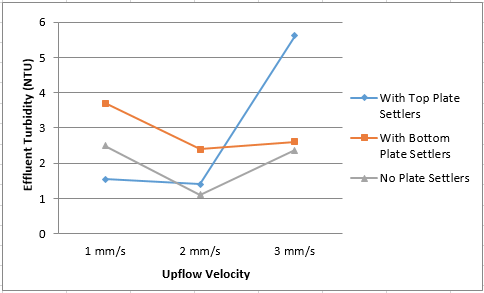 6
5
4
3
2
1
0
Effluent Turbidity (NTU)
1 mm/s
2 mm/s
3 mm/s
Upflow Velocity
With Top Plate
Settlers
With Bottom
Plate Settlers
No Plate Settlers